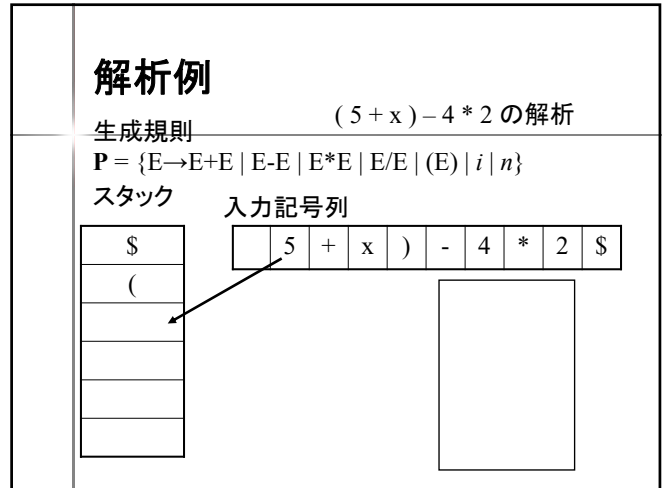 解析例
( 5 + x ) – 4 * 2 の解析
生成規則
P = {E→E+E | E-E | E*E | E/E | (E) | i | n}
スタック
入力記号列
$
5 + x ) - 4 * 2 $
(